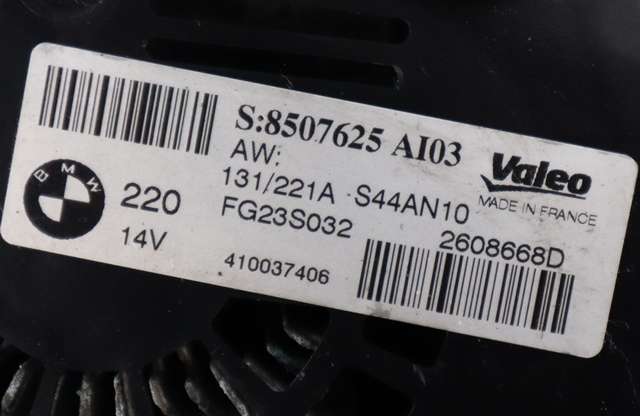 S:8507625 AI03
AW:
131/221A S44AN10
FG23S032
BMW
220
14V
410037406
Valeo
MADE IN FRANCE
2608668D